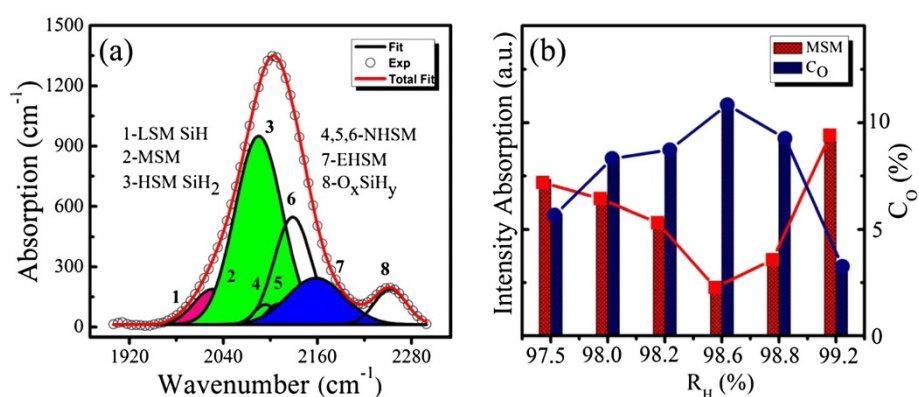 (a)
Fit
Exp
Total Fit
1-LSM SiH
2-MSM
3-HSM SiH2
4,5,6-NHSM
7-EHSM
8-OxSiHy
1
2
3
4
5
6
7
8
1500
1200
900
600
300
0
Absorption (cm-1)
1920
2040
2160
2280
Wavenumber (cm-1)
(b)
MSM
CO
Intensity Absorption (a.u.)
10
5
0
CO (%)
97.5
98.0
98.2
98.6
98.8
99.2
RH (%)